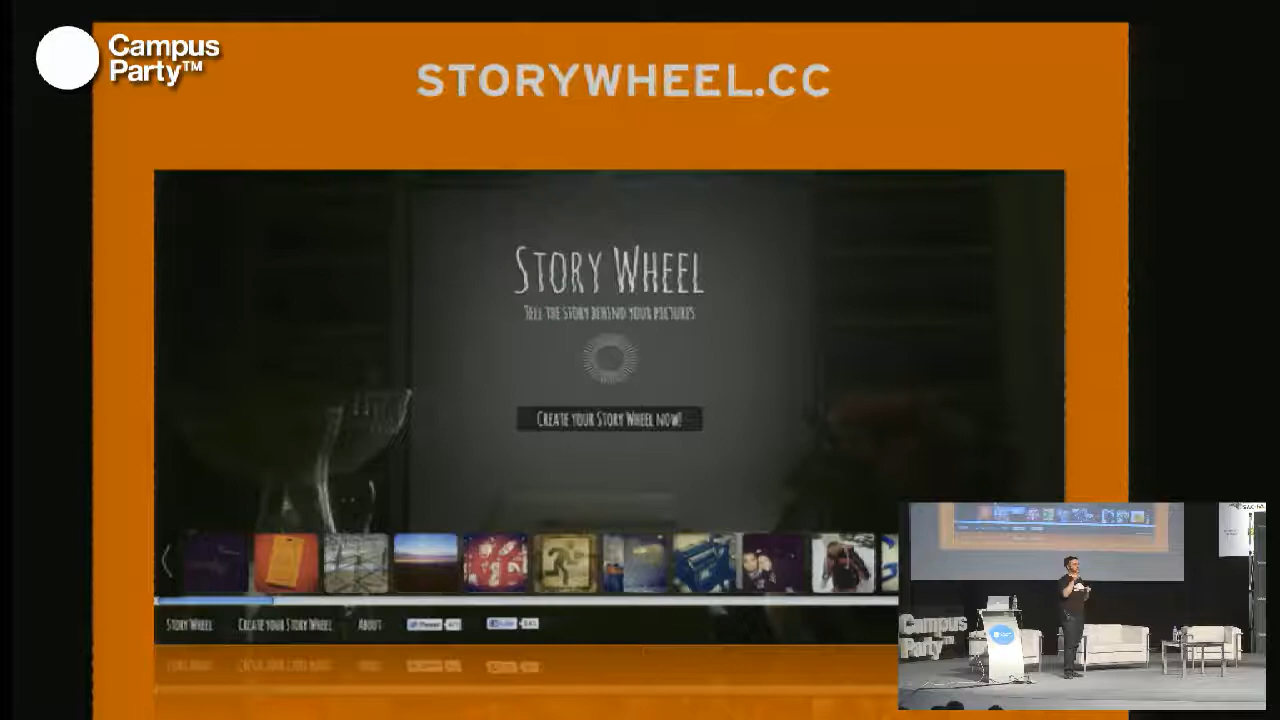 Campus
Party™
STORYWHEEL.CC
STORY WHEEL
TELL THE STORY BEHIND YOUR PICTURES
CREATE YOUR STORY WHEEL NOW!
STORY WHEEL CREATE YOUR STORY WHEEL ABOUT Tweet
Campus
Party™